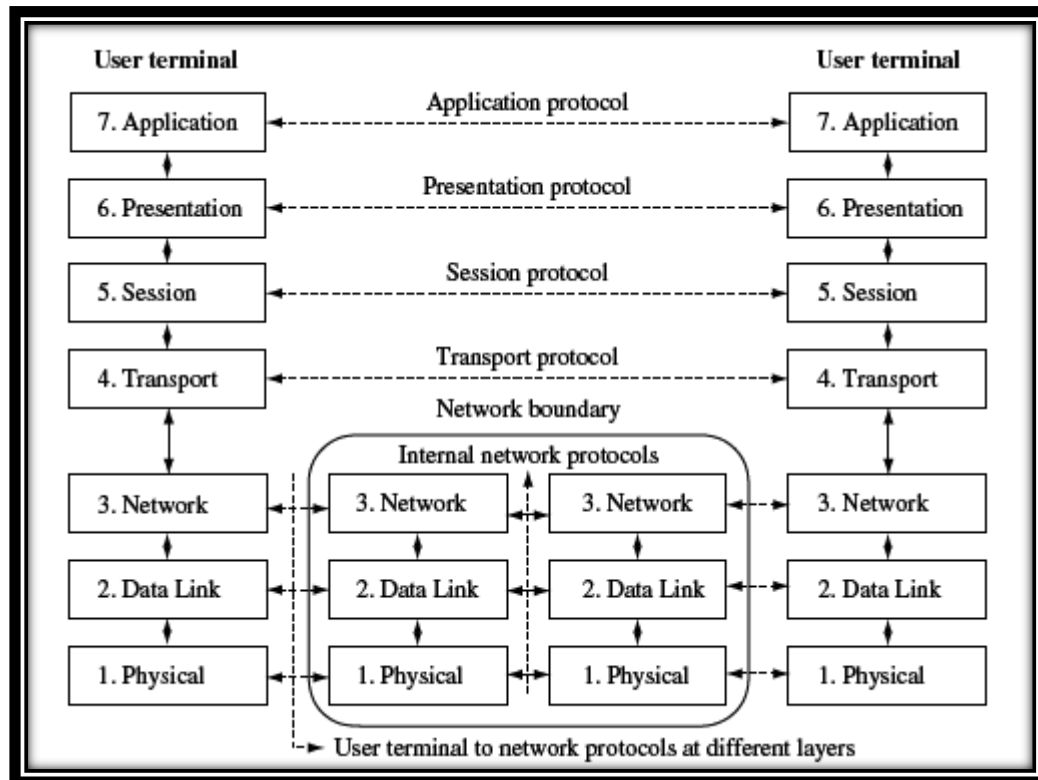 User terminal
User terminal
7. Application
Application protocol
7. Application
6. Presentation
Presentation protocol
6. Presentation
5. Session
Session protocol
5. Session
4. Transport
Transport protocol
4. Transport
Network boundary
Internal network protocols
3. Network
3. Network
3. Network
3. Network
2. Data Link
2. Data Link
2. Data Link
2. Data Link
1. Physical
1. Physical
1. Physical
1. Physical
User terminal to network protocols at different layers